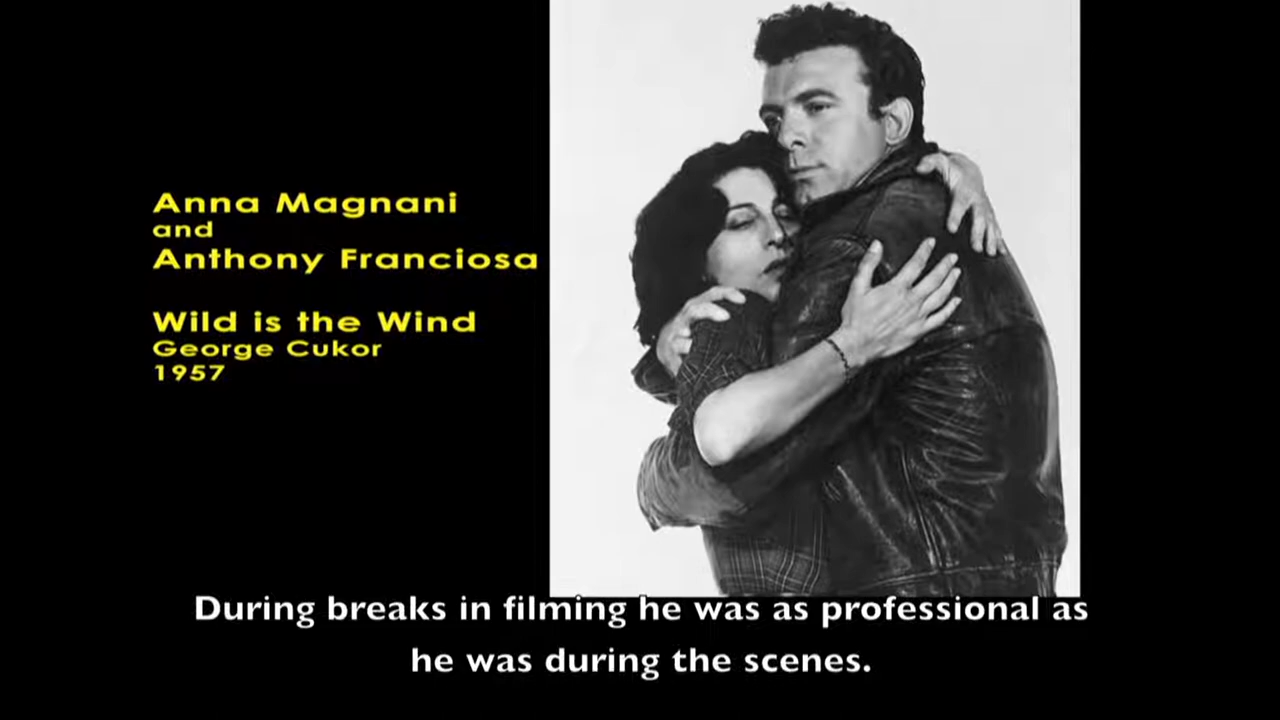 Anna Magnani
and
Anthony Franciosa
Wild is the Wind
George Cukor
1957
During breaks in filming he was as professional as
he was during the scenes.